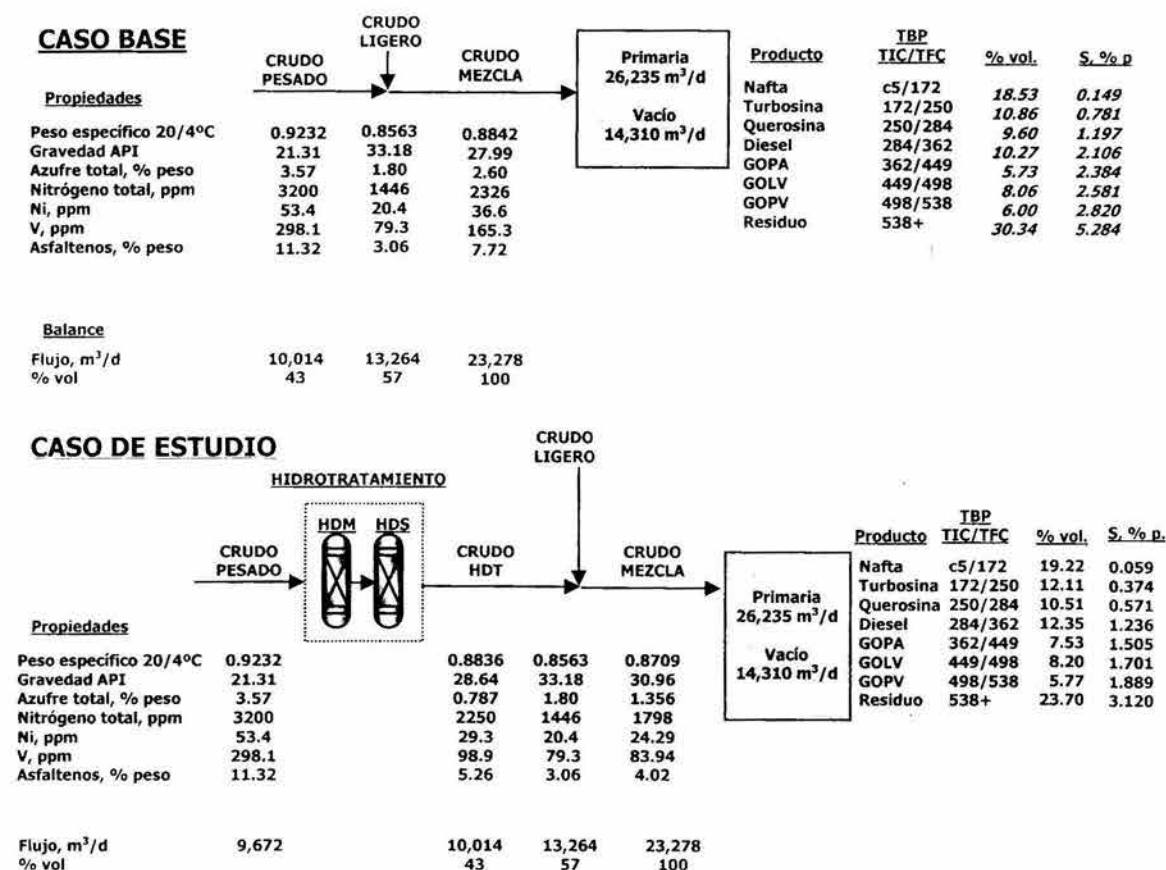 CASO BASE
CRUDO
LIGERO
CRUDO
PESADO
CRUDO
MEZCLA
Primaria
26,235 m³/d
Vacío
14,310 m³/d
Propiedades
Peso específico 20/4ºC 0.9232 0.8563 0.8842
Gravedad API 21.31 33.18 27.99
Azufre total, % peso 3.57 1.80 2.60
Nitrógeno total, ppm 3200 1446 2326
Ni, ppm 53.4 20.4 36.6
V, ppm 298.1 79.3 165.3
Asfaltenos, % peso 11.32 3.06 7.72
TBP
Producto TIC/TFC % vol. S, % p
Nafta c5/172 18.53 0.149
Turbosina 172/250 10.86 0.781
Querosina 250/284 9.60 1.197
Diesel 284/362 10.27 2.106
GOPA 362/449 5.73 2.384
GOLV 449/498 8.06 2.581
GOPV 498/538 6.00 2.820
Residuo 538+ 30.34 5.284
Balance
Flujo, m³/d 10,014 13,264 23,278
% vol 43 57 100
CASO DE ESTUDIO
CRUDO
LIGERO
HIDROTRATAMIENTO
HDM HDS
CRUDO
PESADO
CRUDO
HDT
CRUDO
MEZCLA
Primaria
26,235 m³/d
Vacío
14,310 m³/d
TBP
Producto TIC/TFC % vol. S, % p.
Nafta c5/172 19.22 0.059
Turbosina 172/250 12.11 0.374
Querosina 250/284 10.51 0.571
Diesel 284/362 12.35 1.236
GOPA 362/449 7.53 1.505
GOLV 449/498 8.20 1.701
GOPV 498/538 5.77 1.889
Residuo 538+ 23.70 3.120
Propiedades
Peso específico 20/4ºC 0.9232 0.8836 0.8563 0.8709
Gravedad API 21.31 28.64 33.18 30.96
Azufre total, % peso 3.57 0.787 1.80 1.356
Nitrógeno total, ppm 3200 2250 1446 1798
Ni, ppm 53.4 29.3 20.4 24.29
V, ppm 298.1 98.9 79.3 83.94
Asfaltenos, % peso 11.32 5.26 3.06 4.02
Flujo, m³/d 9,672 10,014 13,264 23,278
% vol 43 57 100